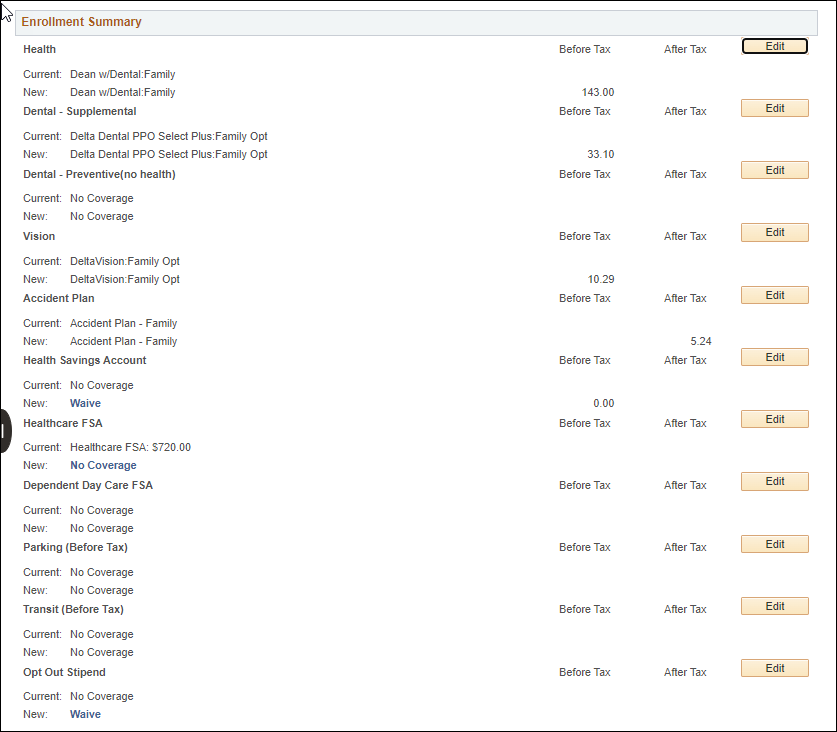 Enrollment Summary
Health Before Tax After Tax Edit
Current: Dean w/Dental:Family
New: Dean w/Dental:Family 143.00
Dental - Supplemental Before Tax After Tax Edit
Current: Delta Dental PPO Select Plus:Family Opt
New: Delta Dental PPO Select Plus:Family Opt 33.10
Dental - Preventive(no health) Before Tax After Tax Edit
Current: No Coverage
New: No Coverage
Vision Before Tax After Tax Edit
Current: DeltaVision:Family Opt
New: DeltaVision:Family Opt 10.29
Accident Plan Before Tax After Tax Edit
Current: Accident Plan - Family
New: Accident Plan - Family 5.24
Health Savings Account Before Tax After Tax Edit
Current: No Coverage
New: Waive 0.00
Healthcare FSA Before Tax After Tax Edit
Current: Healthcare FSA: $720.00
New: No Coverage
Dependent Day Care FSA Before Tax After Tax Edit
Current: No Coverage
New: No Coverage
Parking (Before Tax) Before Tax After Tax Edit
Current: No Coverage
New: No Coverage
Transit (Before Tax) Before Tax After Tax Edit
Current: No Coverage
New: No Coverage
Opt Out Stipend Before Tax After Tax Edit
Current: No Coverage
New: Waive